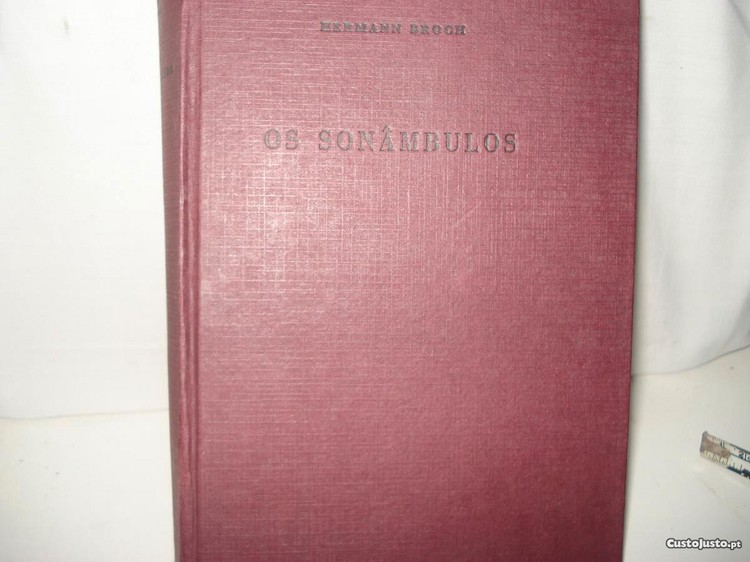 HERMANN BROCH
OS SONÂMBULOS
CustoJusto.pt